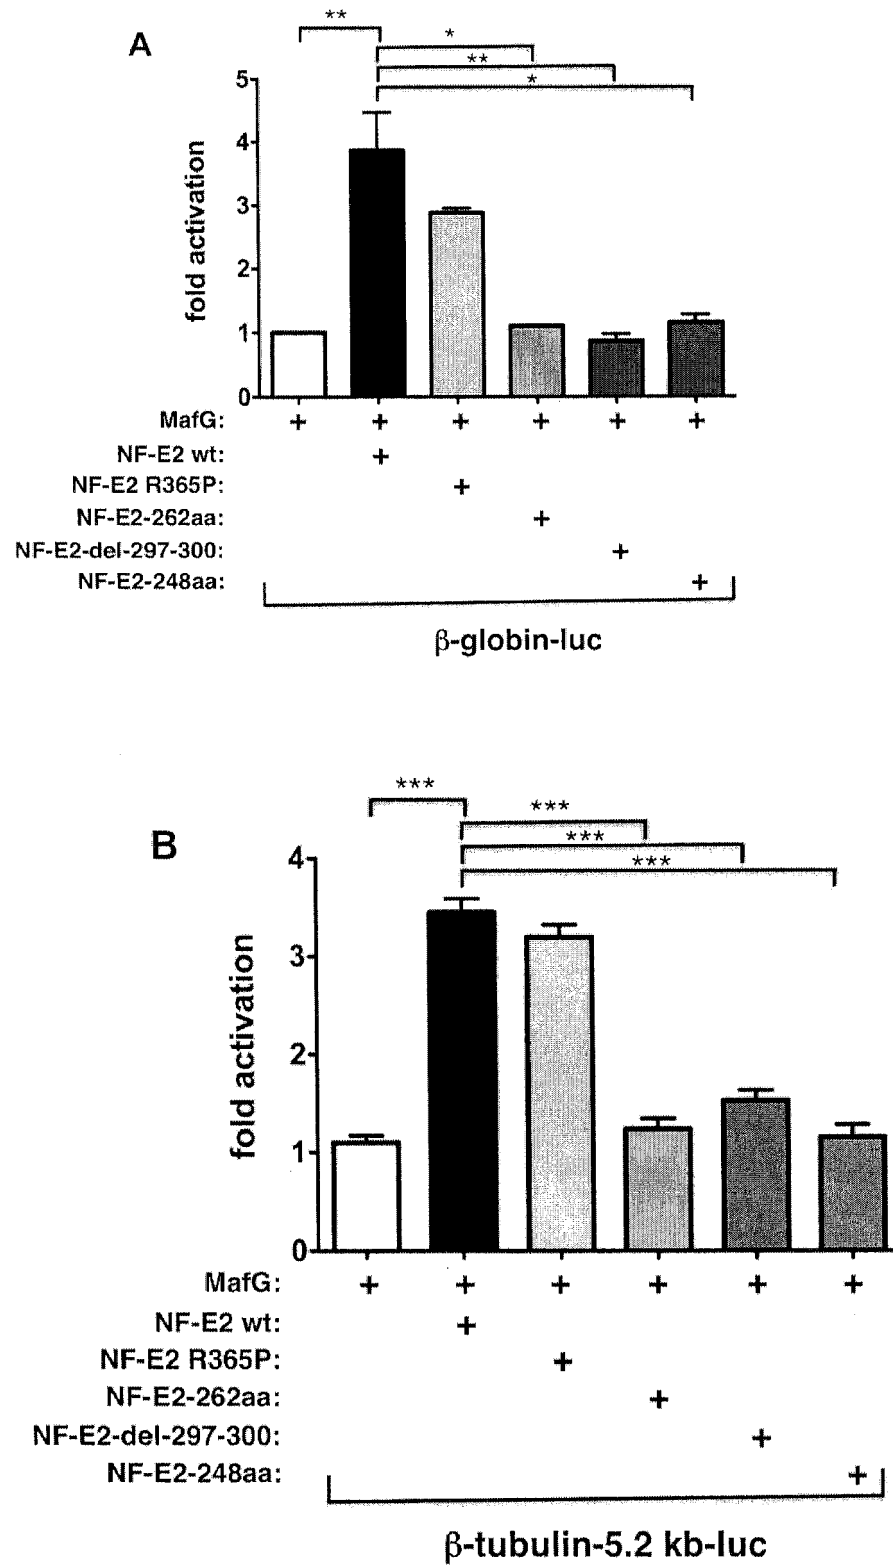 **
A
*
**
*
5
4
3
2
1
0
fold activation
MafG: + + + + + +
NF-E2 wt: +
NF-E2 R365P: +
NF-E2-262aa: +
NF-E2-del-297-300: +
NF-E2-248aa: +
β-globin-luc
***
***
B
***
***
4
3
2
1
0
fold activation
MafG: + + + + + +
NF-E2 wt: +
NF-E2 R365P: +
NF-E2-262aa: +
NF-E2-del-297-300: +
NF-E2-248aa: +
β-tubulin-5.2 kb-luc